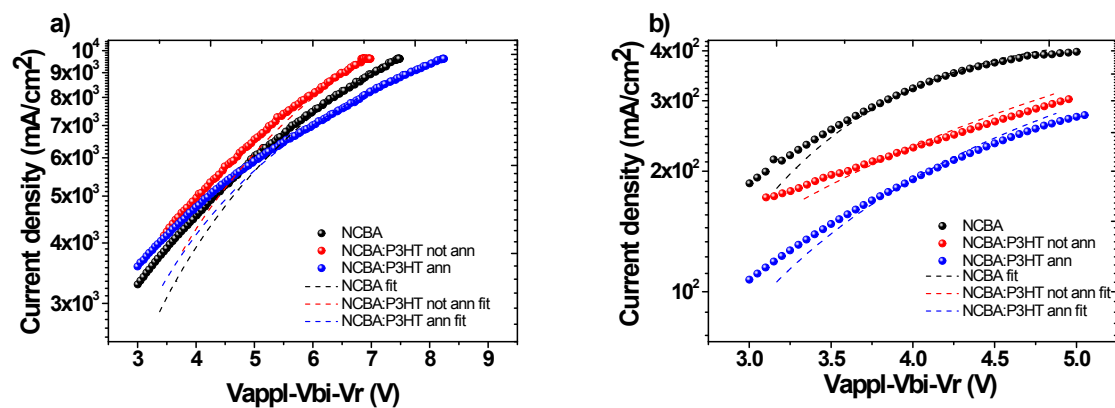 a)
Current density (mA/cm²)
10⁴
9x10³
8x10³
7x10³
6x10³
5x10³
4x10³
3x10³
NCBA
NCBA:P3HT not ann
NCBA:P3HT ann
NCBA fit
NCBA:P3HT not ann fit
NCBA:P3HT ann fit
3 4 5 6 7 8 9
Vappl-Vbi-Vr (V)
b)
Current density (mA/cm²)
4x10²
3x10²
2x10²
10²
NCBA
NCBA:P3HT not ann
NCBA:P3HT ann
NCBA fit
NCBA:P3HT not ann fit
NCBA:P3HT ann fit
3.0 3.5 4.0 4.5 5.0
Vappl-Vbi-Vr (V)